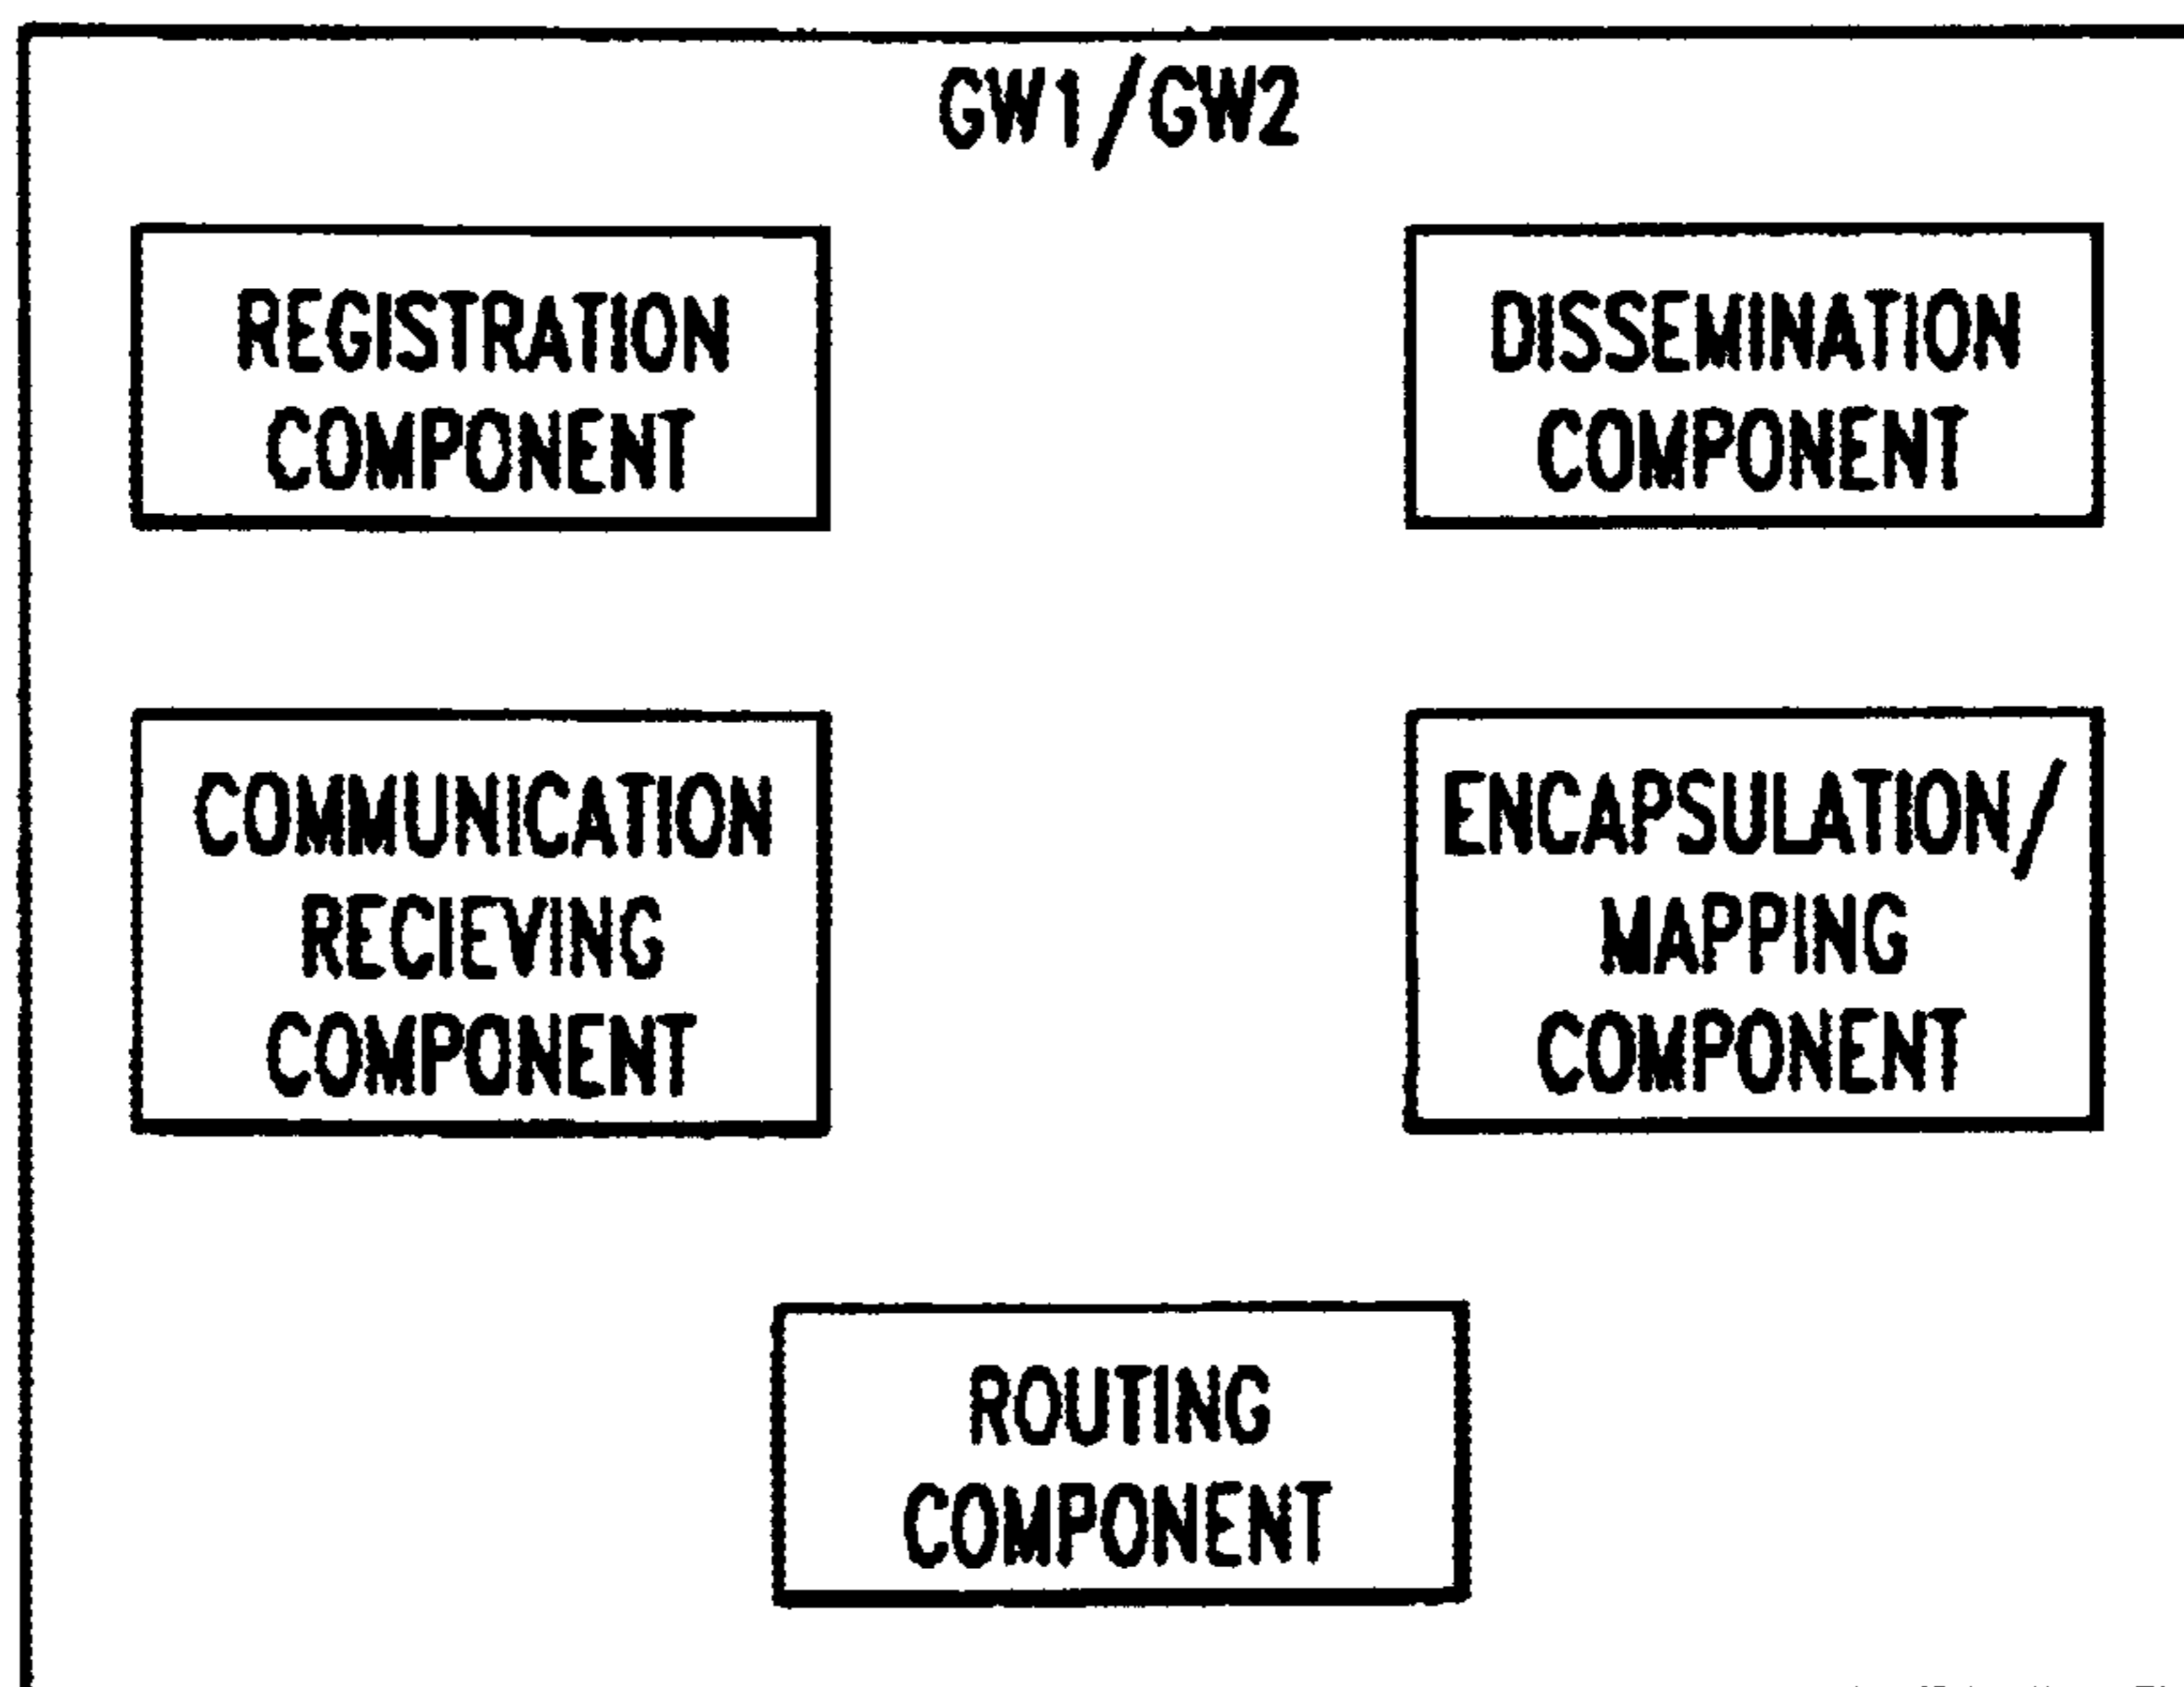 GW1/GW2
REGISTRATION
COMPONENT
DISSEMINATION
COMPONENT
COMMUNICATION
RECIEVING
COMPONENT
ENCAPSULATION/
MAPPING
COMPONENT
ROUTING
COMPONENT